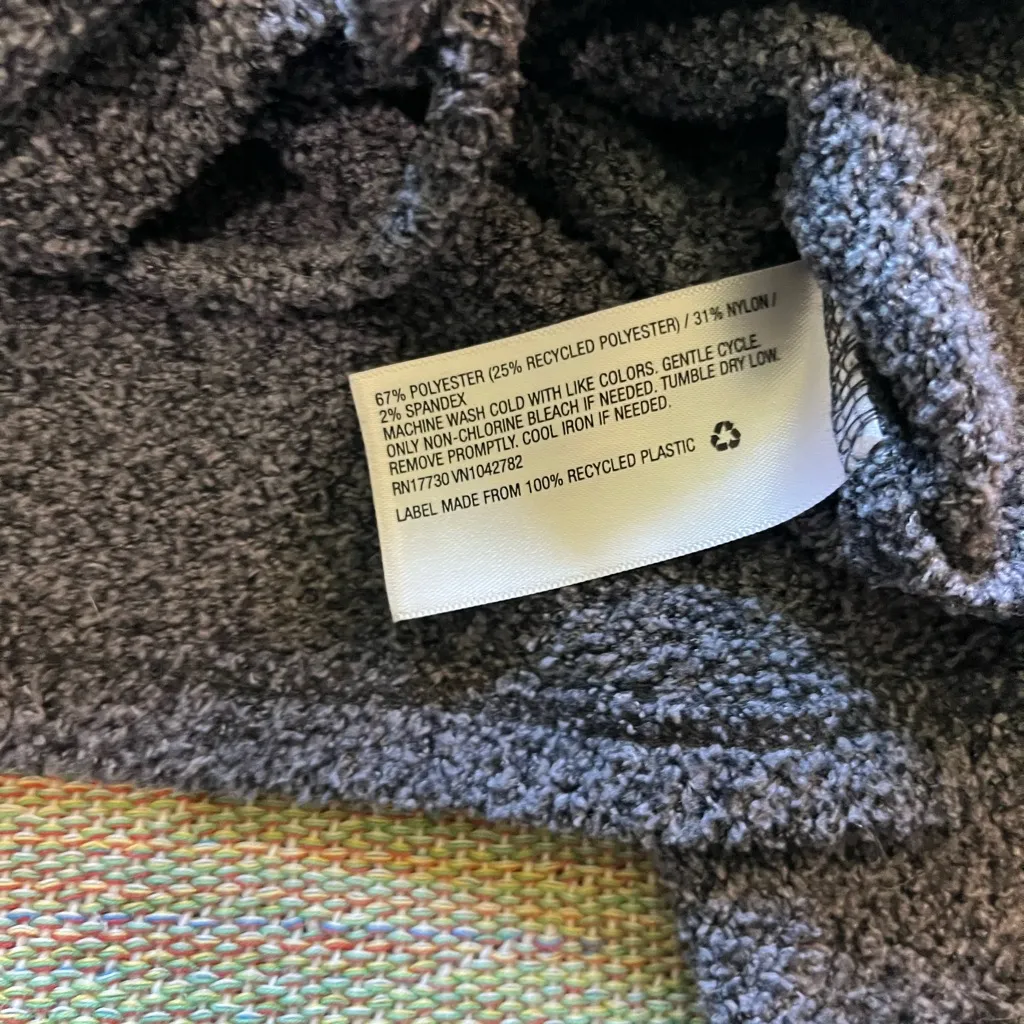 67% POLYESTER (25% RECYCLED POLYESTER) / 31% NYLON /
2% SPANDEX
MACHINE WASH COLD WITH LIKE COLORS. GENTLE CYCLE.
ONLY NON-CHLORINE BLEACH IF NEEDED. TUMBLE DRY LOW.
REMOVE PROMPTLY. COOL IRON IF NEEDED.
RN17730 VN1042782
LABEL MADE FROM 100% RECYCLED PLASTIC